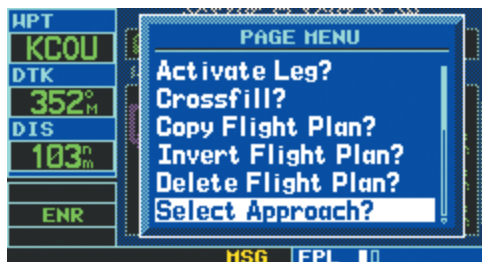 WPT
KCOU
DTK
352°M
DIS
103nm
ENR
PAGE MENU
Activate Leg?
Crossfill?
Copy Flight Plan?
Invert Flight Plan?
Delete Flight Plan?
Select Approach?
MSG
FPL